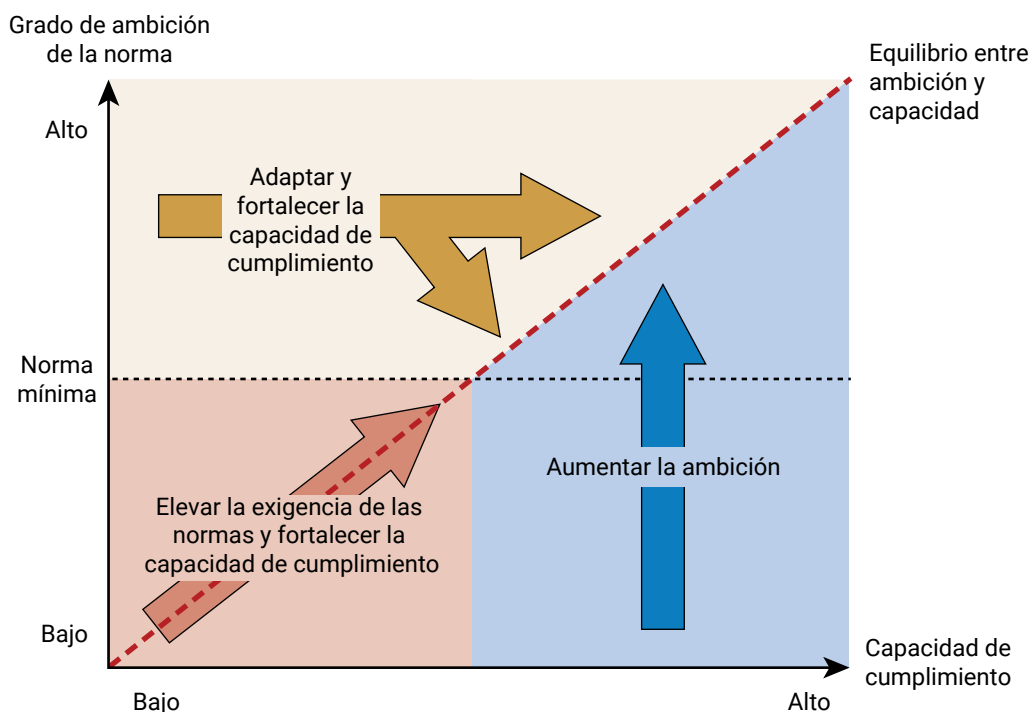 Grado de ambición
de la norma
Equilibrio entre
ambición y
capacidad
Alto
Adaptar y
fortalecer la
capacidad de
cumplimiento
Norma
mínima
Aumentar la ambición
Elevar la exigencia de las
normas y fortalecer la
capacidad de cumplimiento
Bajo
Capacidad de
cumplimiento
Bajo
Alto